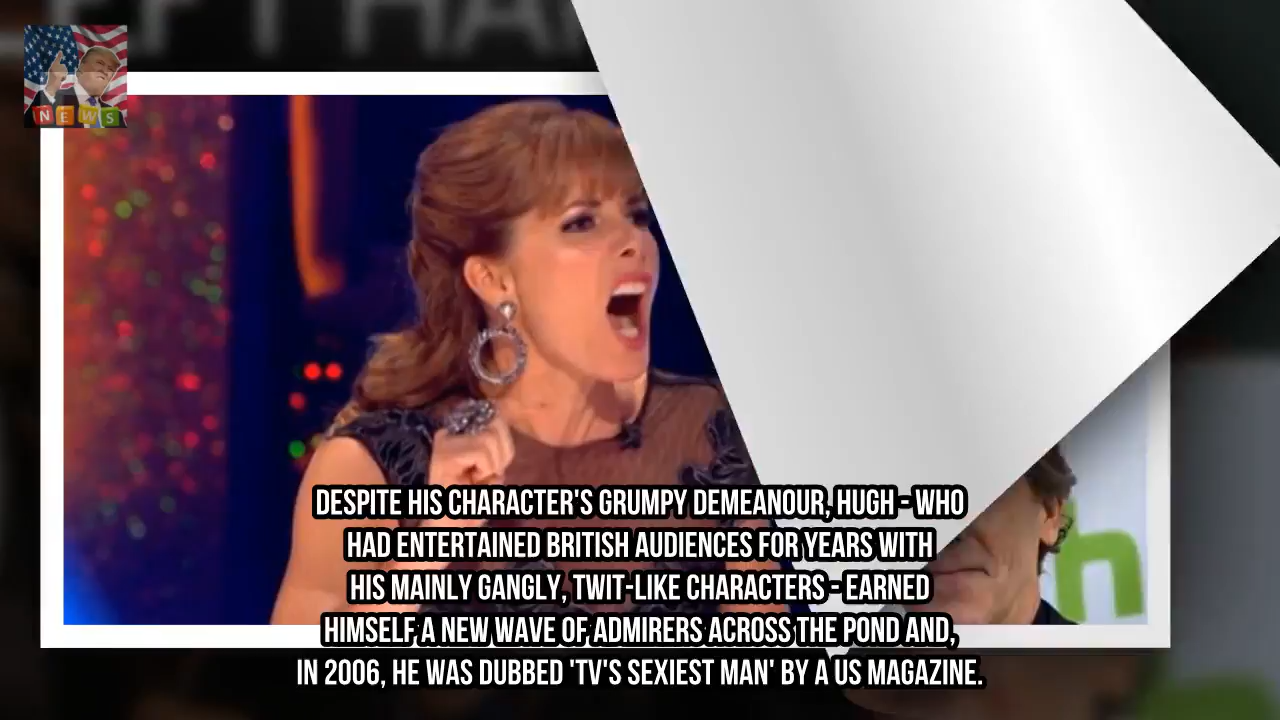 NEWS
DESPITE HIS CHARACTER'S GRUMPY DEMEANOUR, HUGH - WHO
HAD ENTERTAINED BRITISH AUDIENCES FOR YEARS WITH
HIS MAINLY GANGLY, TWIT-LIKE CHARACTERS - EARNED
HIMSELF A NEW WAVE OF ADMIRERS ACROSS THE POND AND,
IN 2006, HE WAS DUBBED 'TV'S SEXIEST MAN' BY A US MAGAZINE.
h